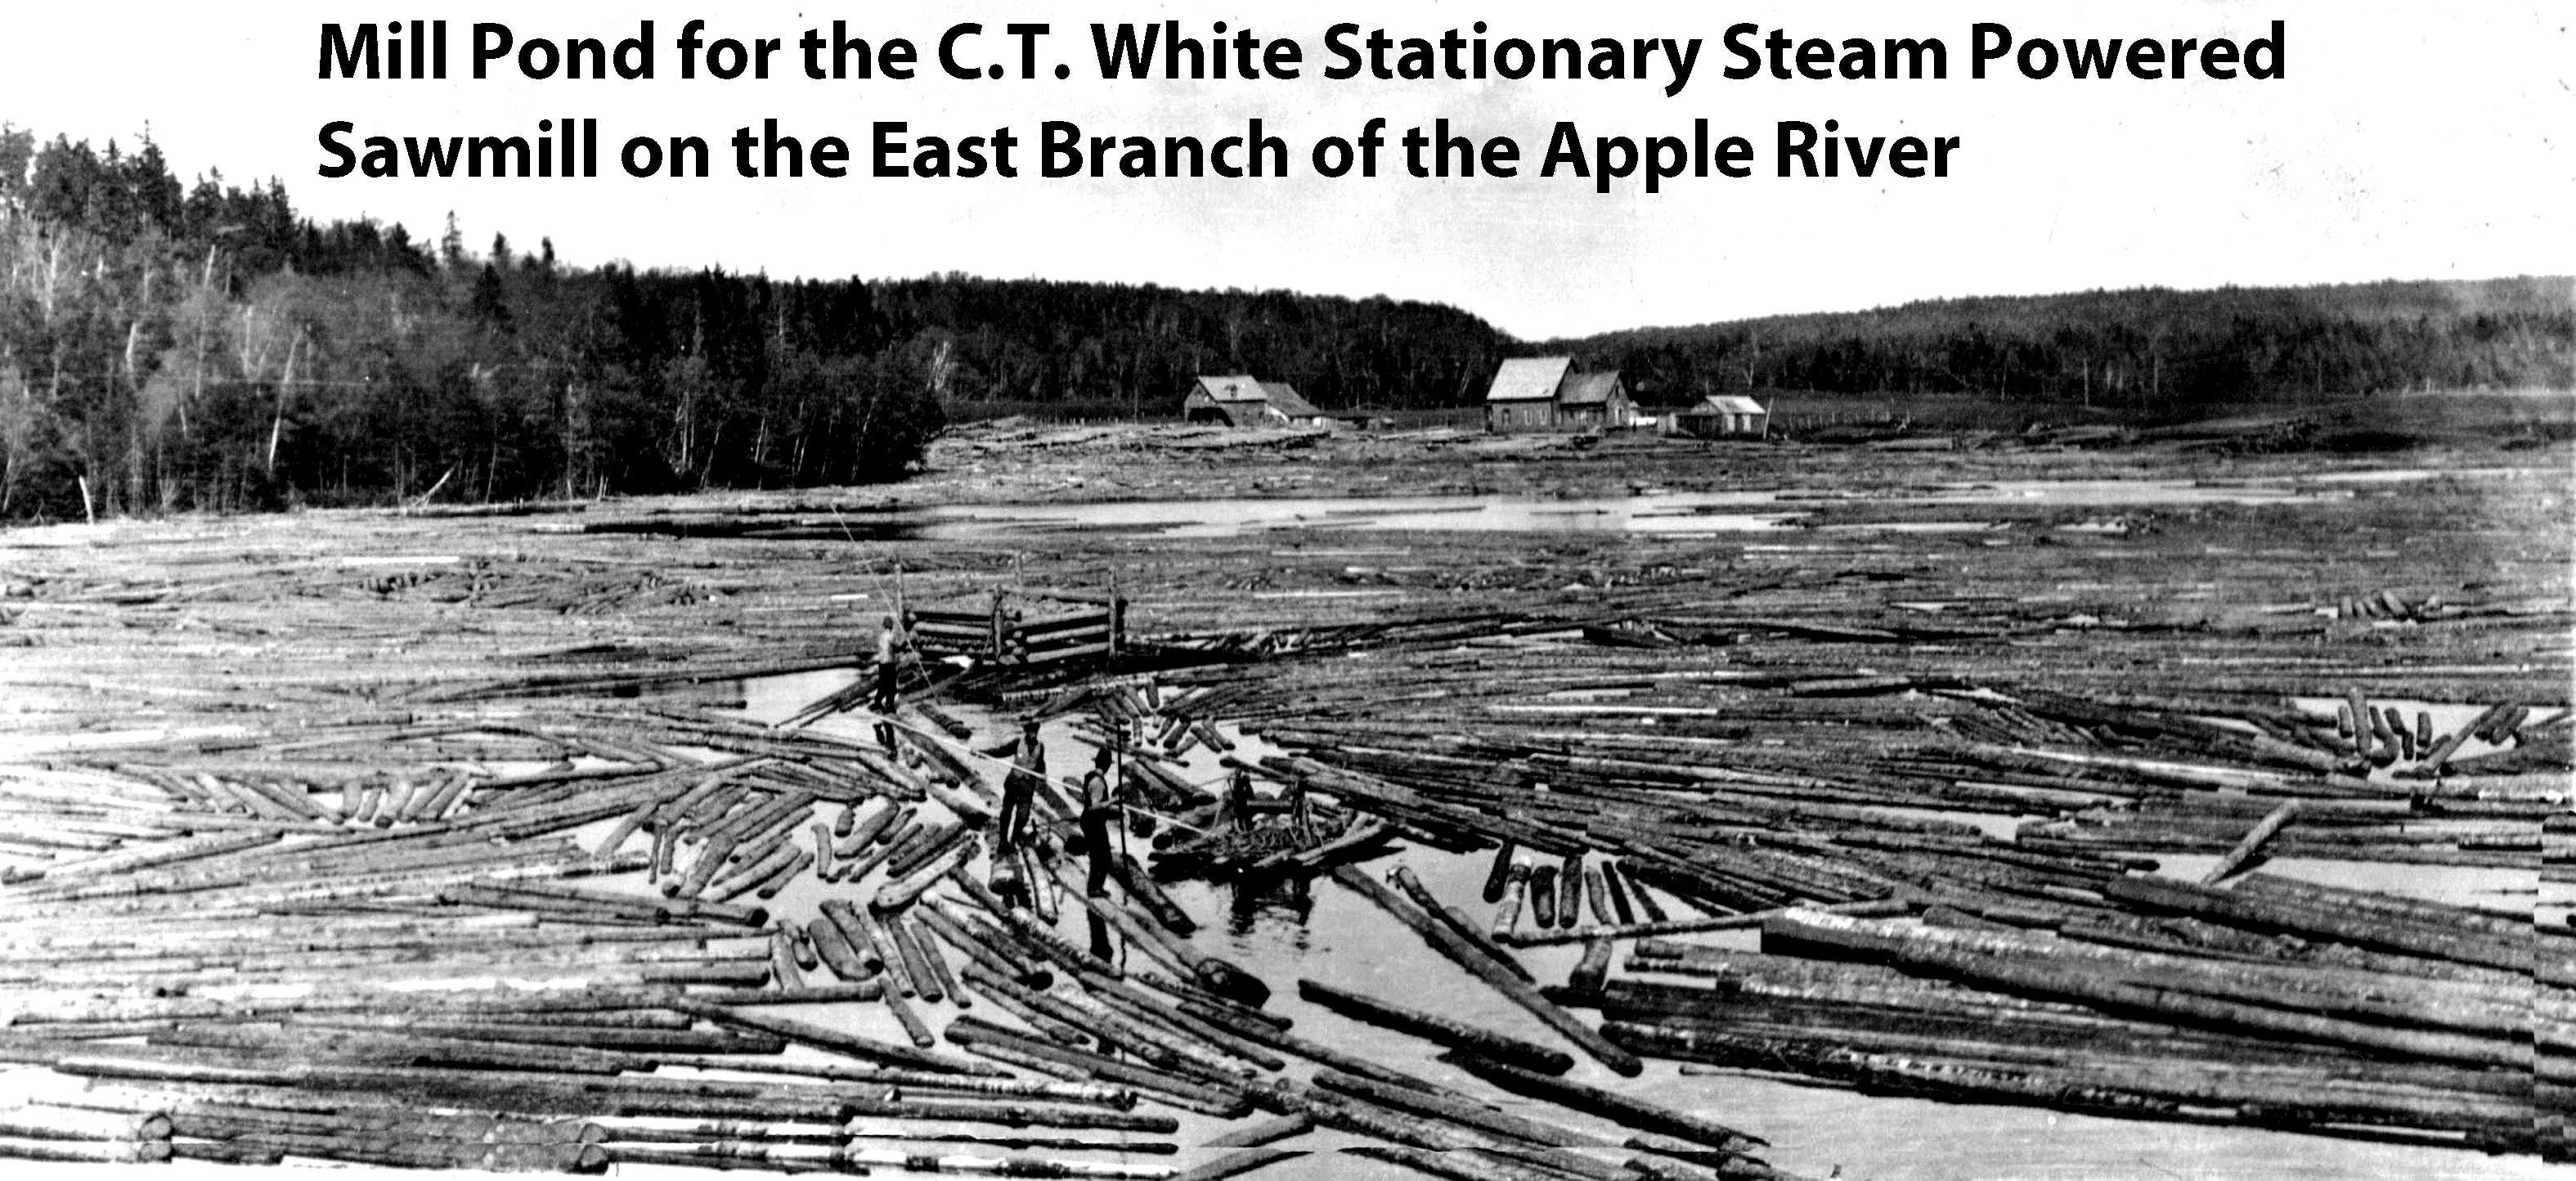 Mill Pond for the C.T. White Stationary Steam Powered
Sawmill on the East Branch of the Apple River